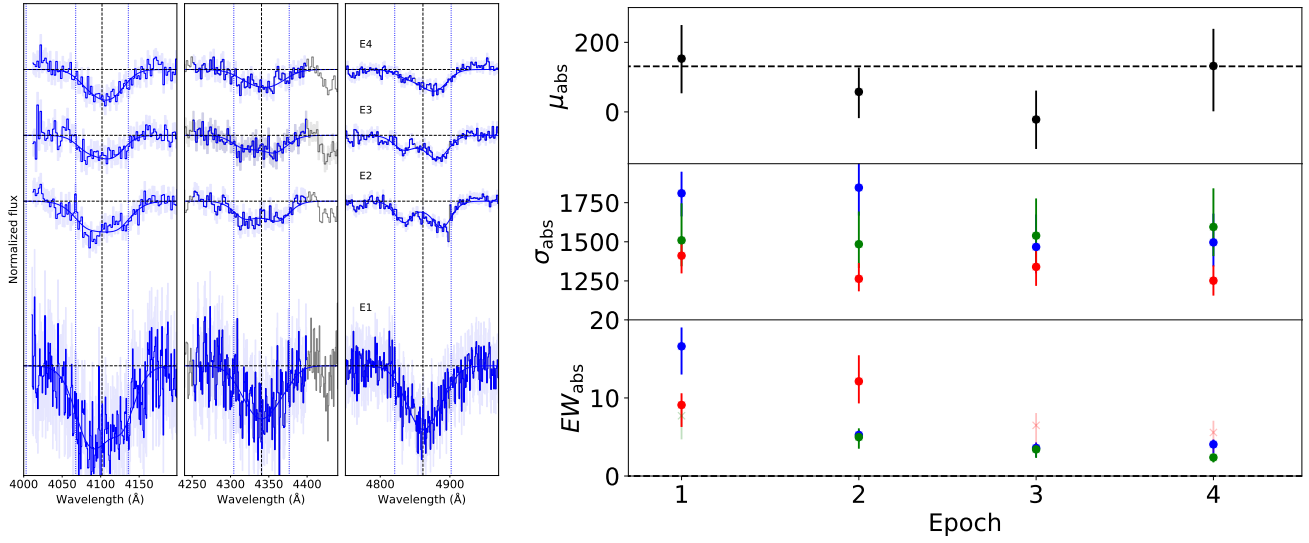 E4
E3
E2
E1
Normalized flux
4000 4050 4100 4150
4250 4300 4350 4400
4800 4900
Wavelength (Å) Wavelength (Å) Wavelength (Å)
200
0
μabs
1750
1500
1250
σabs
20
10
0
EWabs
1 2 3 4
Epoch